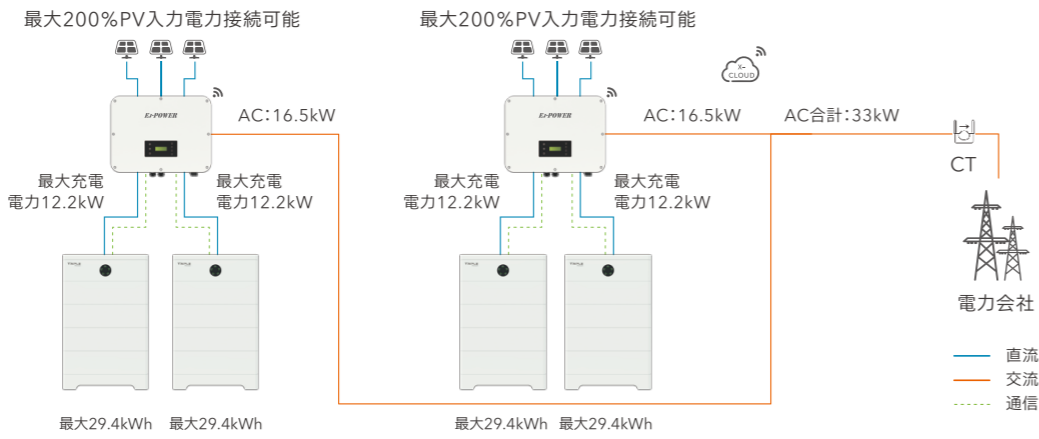 最大200%PV入力電力接続可能
最大200%PV入力電力接続可能
X-
CLOUD
Ei-POWER
AC:16.5kW
Ei-POWER
AC:16.5kW
AC合計:33kW
CT
最大充電
電力12.2kW
最大充電
電力12.2kW
最大充電
電力12.2kW
最大充電
電力12.2kW
電力会社
直流
交流
通信
最大29.4kWh
最大29.4kWh
最大29.4kWh
最大29.4kWh